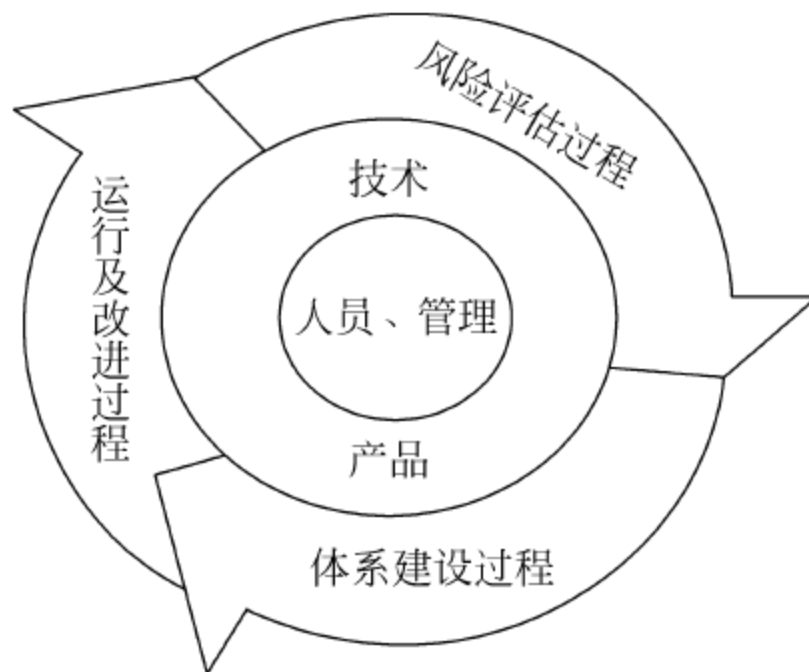 风险评估过程
技术
运行及改进过程
人员、管理
产品
体系建设过程